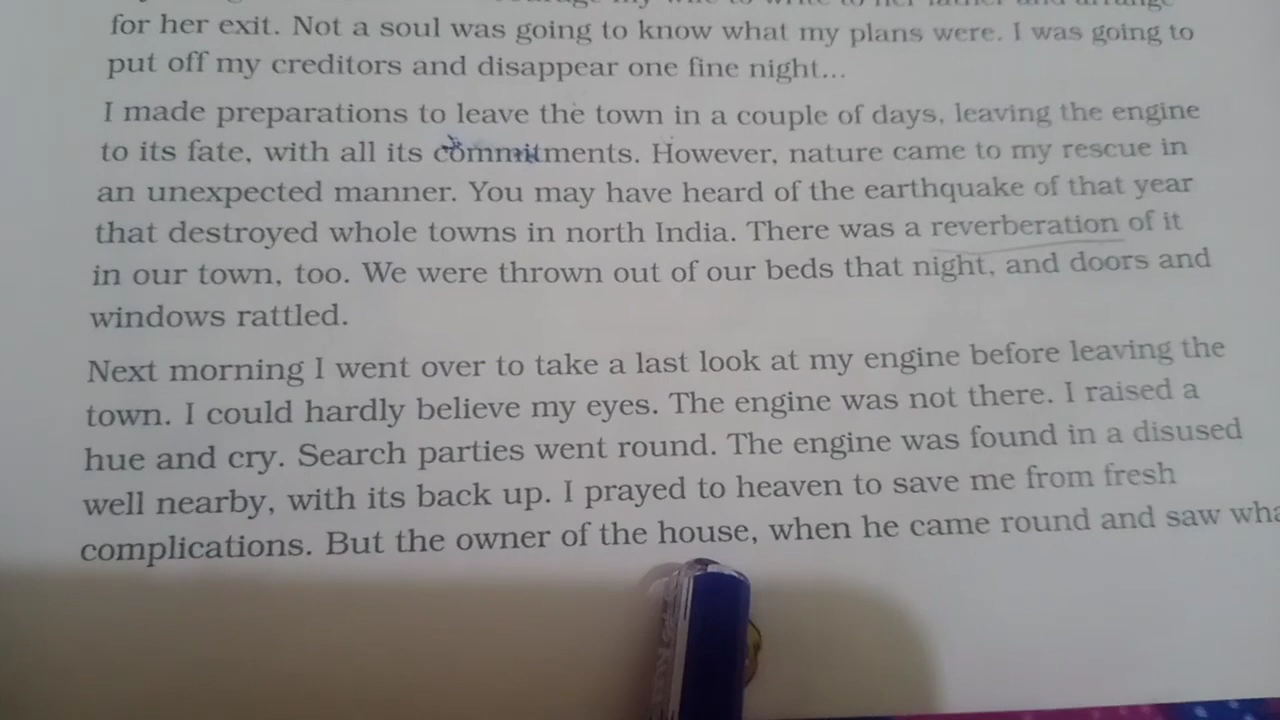 for her exit. Not a soul was going to know what my plans were. I was going to
put off my creditors and disappear one fine night...
I made preparations to leave the town in a couple of days, leaving the engine
to its fate, with all its commitments. However, nature came to my rescue in
an unexpected manner. You may have heard of the earthquake of that year
that destroyed whole towns in north India. There was a reverberation of it
in our town, too. We were thrown out of our beds that night, and doors and
windows rattled.
Next morning I went over to take a last look at my engine before leaving the
town. I could hardly believe my eyes. The engine was not there. I raised a
hue and cry. Search parties went round. The engine was found in a disused
well nearby, with its back up. I prayed to heaven to save me from fresh
complications. But the owner of the house, when he came round and saw